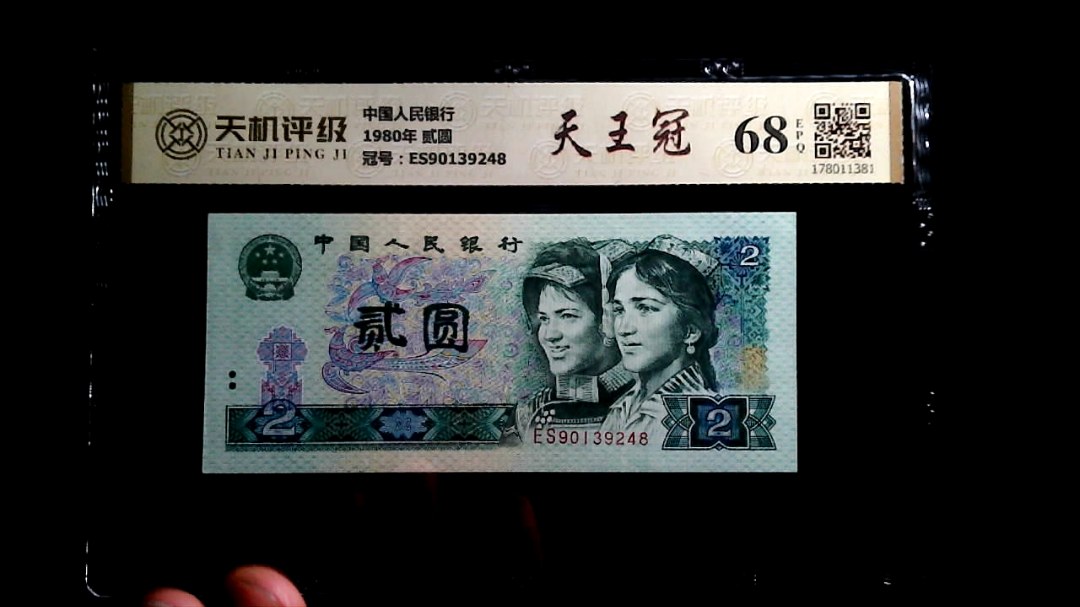 天机评级
TIAN JI PING JI
中国人民银行
1980年 贰圆
冠号：ES90139248
天王冠
68
EPQ
178011381
中国人民银行
贰圆
2
2
2
ES90139248